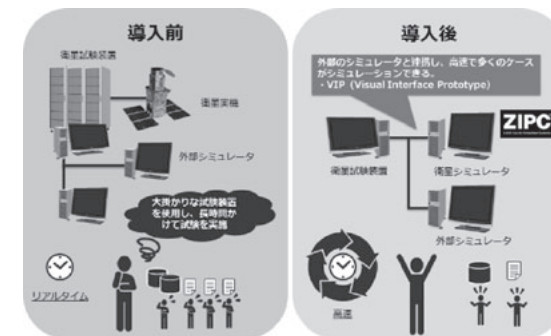 導入前
衛星試験装置
衛星実機
外部シミュレータ
大掛かりな試験装置
を使用し、長時間か
けて試験を実施
リアルタイム
導入後
外部のシミュレータと連携し、高速で多くのケース
がシミュレーションできる。
・VIP（Visual Interface Prototype）
ZIPC
衛星試験装置
衛星シミュレータ
外部シミュレータ
高速